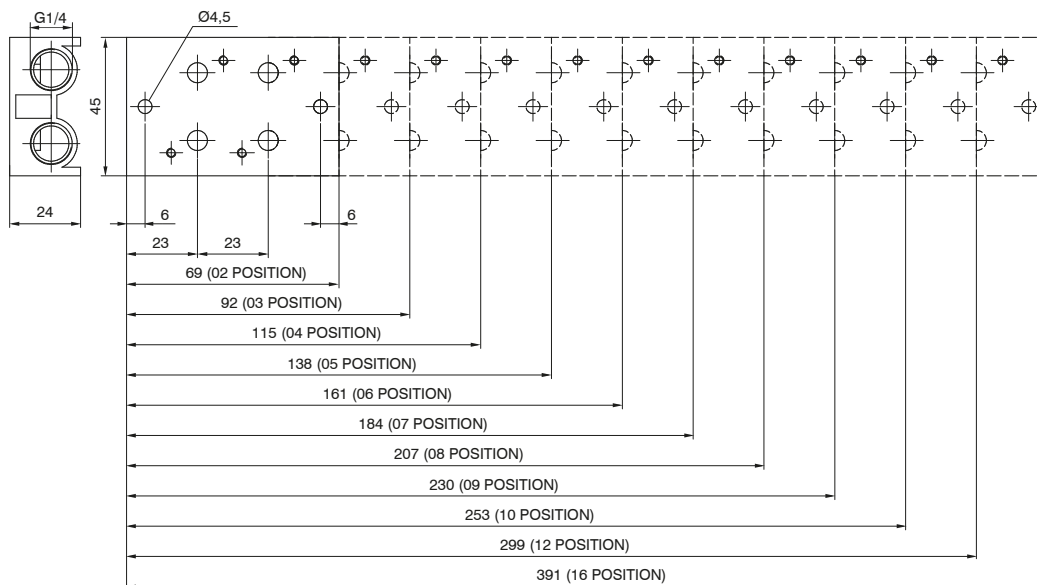 G1/4
Ø4,5
45
24
6
6
23
23
69 (02 POSITION)
92 (03 POSITION)
115 (04 POSITION)
138 (05 POSITION)
161 (06 POSITION)
184 (07 POSITION)
207 (08 POSITION)
230 (09 POSITION)
253 (10 POSITION)
299 (12 POSITION)
391 (16 POSITION)